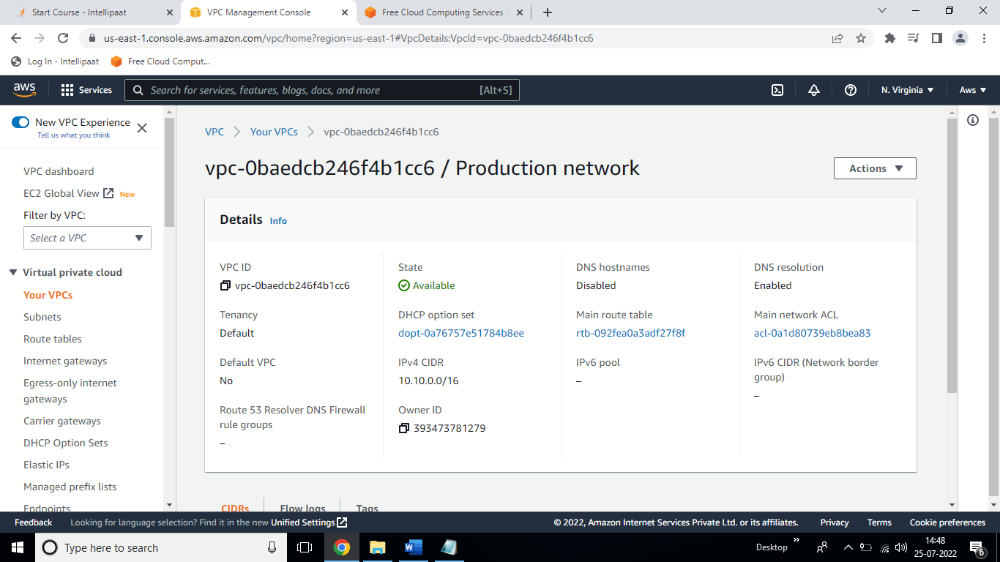 Start Course - Intellipaat
VPC Management Console
Free Cloud Computing Services -
us-east-1.console.aws.amazon.com/vpc/home?region=us-east-1#VpcDetails:VpcId=vpc-0baedcb246f4b1cc6
Log In - Intellipaat
Free Cloud Comput...
aws
Services
Search for services, features, blogs, docs, and more
[Alt+S]
N. Virginia
Aws
New VPC Experience
Tell us what you think
VPC dashboard
EC2 Global View
New
Filter by VPC:
Select a VPC
Virtual private cloud
Your VPCs
Subnets
Route tables
Internet gateways
Egress-only internet
gateways
Carrier gateways
DHCP Option Sets
Elastic IPs
Managed prefix lists
Endpoints
VPC
Your VPCs
vpc-0baedcb246f4b1cc6
vpc-0baedcb246f4b1cc6 / Production network
Actions
Details
Info
VPC ID
vpc-0baedcb246f4b1cc6
State
Available
DNS hostnames
Disabled
DNS resolution
Enabled
Tenancy
Default
DHCP option set
dopt-0a76757e51784b8ee
Main route table
rtb-092fea0a3adf27f8f
Main network ACL
acl-0a1d80739eb8bea83
Default VPC
No
IPv4 CIDR
10.10.0.0/16
IPv6 pool
–
IPv6 CIDR (Network border
group)
–
Route 53 Resolver DNS Firewall
rule groups
–
Owner ID
393473781279
CIDRs
Flow logs
Tags
Feedback
Looking for language selection? Find it in the new Unified Settings
© 2022, Amazon Internet Services Private Ltd. or its affiliates.
Privacy
Terms
Cookie preferences
Type here to search
Desktop
14:48
25-07-2022
6